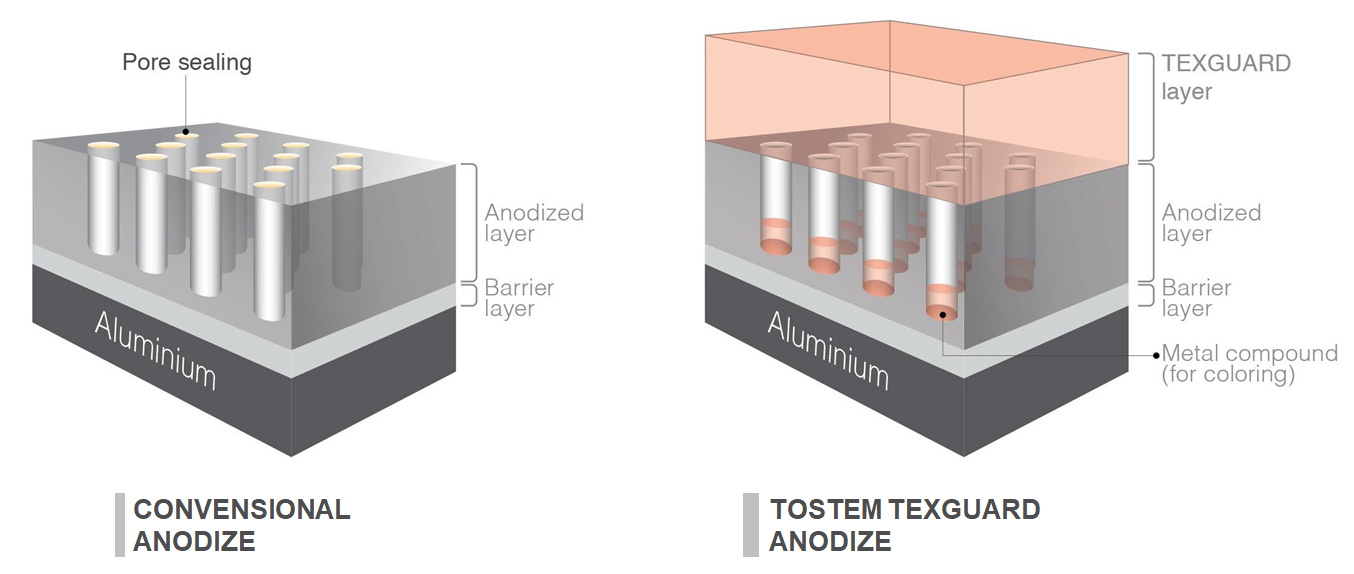 Pore sealing
Anodized
layer
Barrier
layer
Aluminium
CONVENSIONAL
ANODIZE
TEXGUARD
layer
Anodized
layer
Barrier
layer
Metal compound
(for coloring)
Aluminium
TOSTEM TEXGUARD
ANODIZE